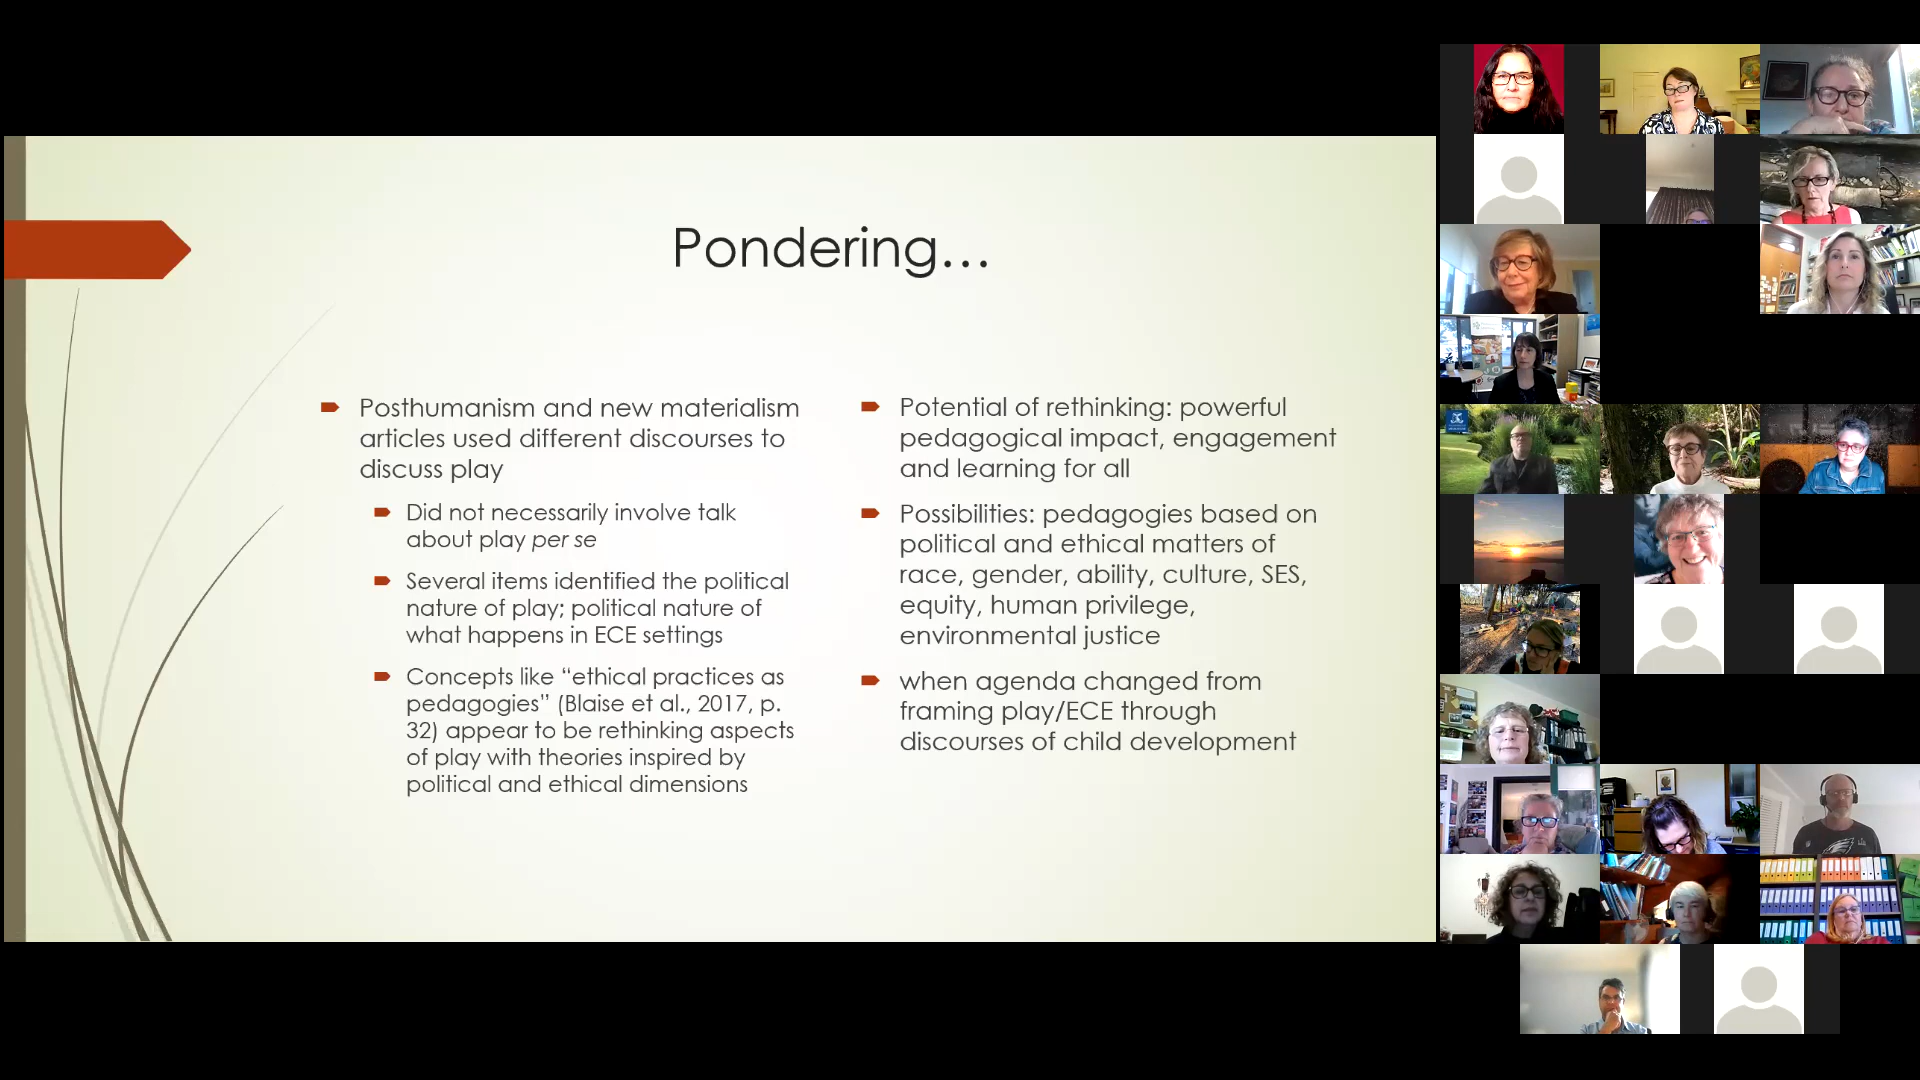 Pondering…
Posthumanism and new materialism
articles used different discourses to
discuss play
Did not necessarily involve talk
about play per se
Several items identified the political
nature of play; political nature of
what happens in ECE settings
Concepts like “ethical practices as
pedagogies” (Blaise et al., 2017, p.
32) appear to be rethinking aspects
of play with theories inspired by
political and ethical dimensions
Potential of rethinking: powerful
pedagogical impact, engagement
and learning for all
Possibilities: pedagogies based on
political and ethical matters of
race, gender, ability, culture, SES,
equity, human privilege,
environmental justice
when agenda changed from
framing play/ECE through
discourses of child development